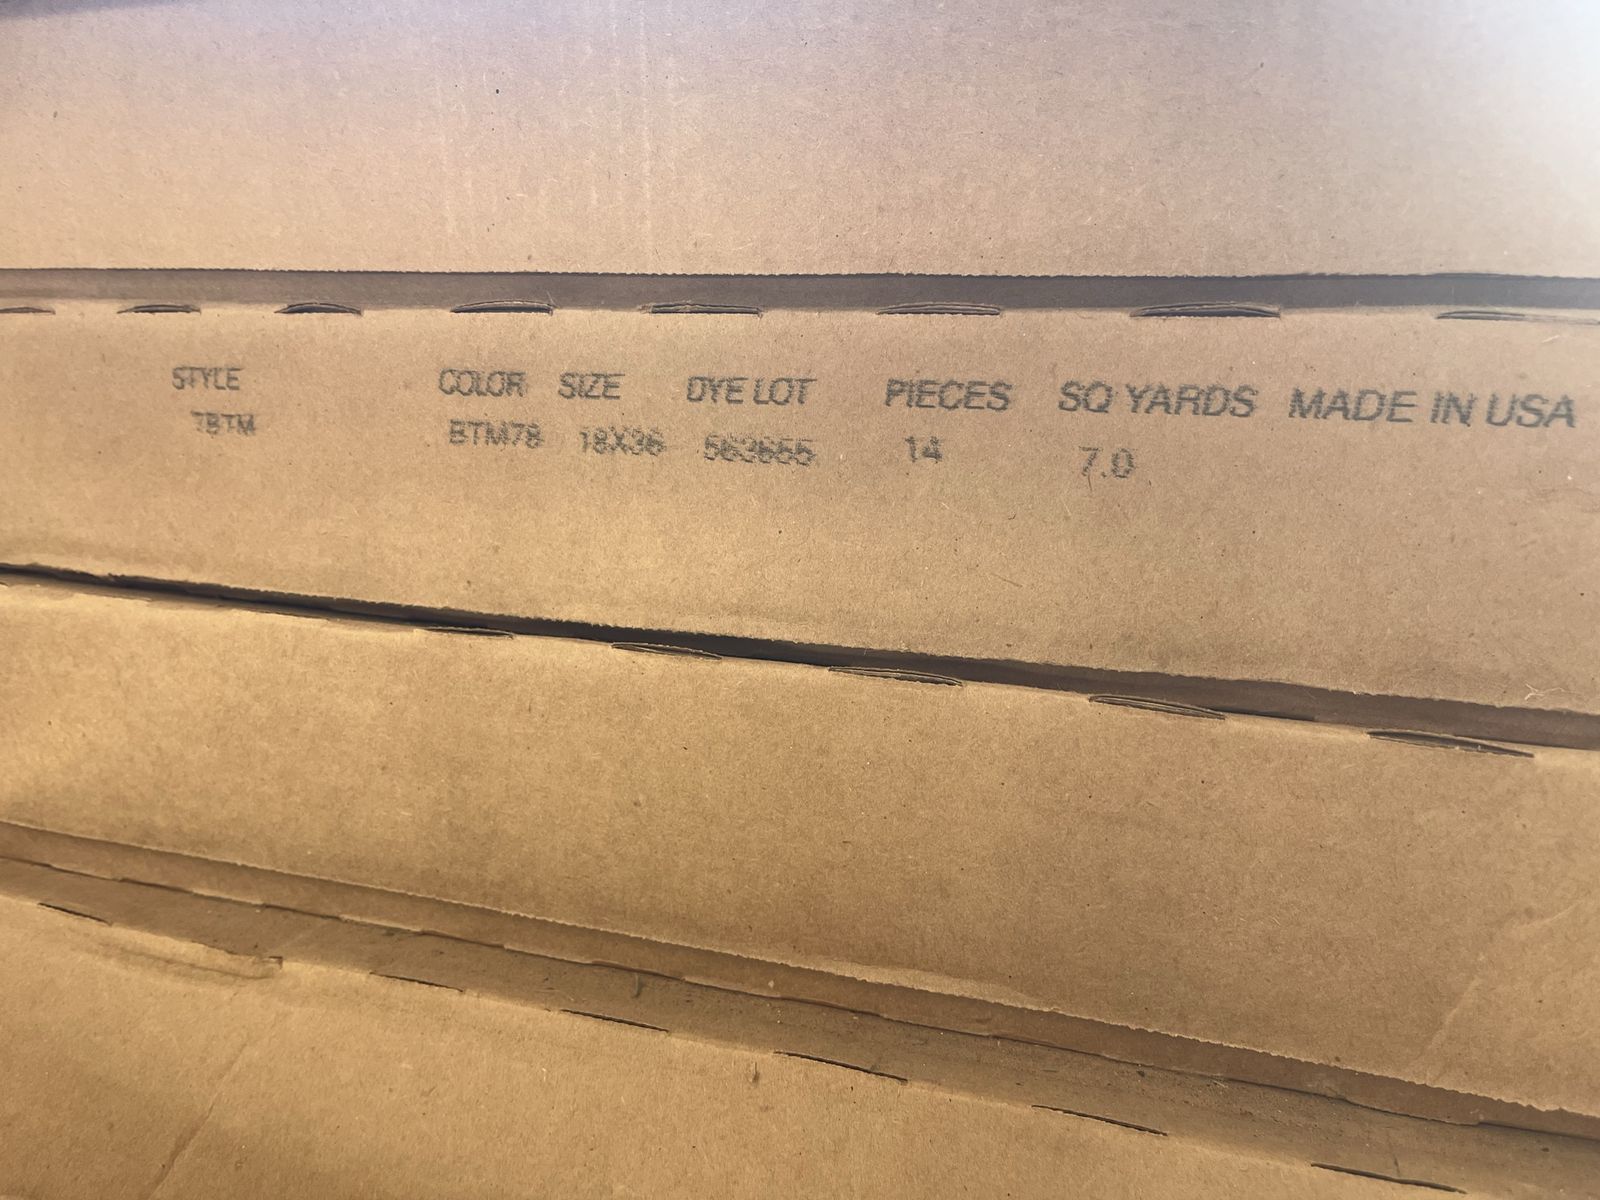 STYLE COLOR SIZE DYE LOT PIECES SQ YARDS MADE IN USA
7BTM BTM78 18X36 563655 14 7.0